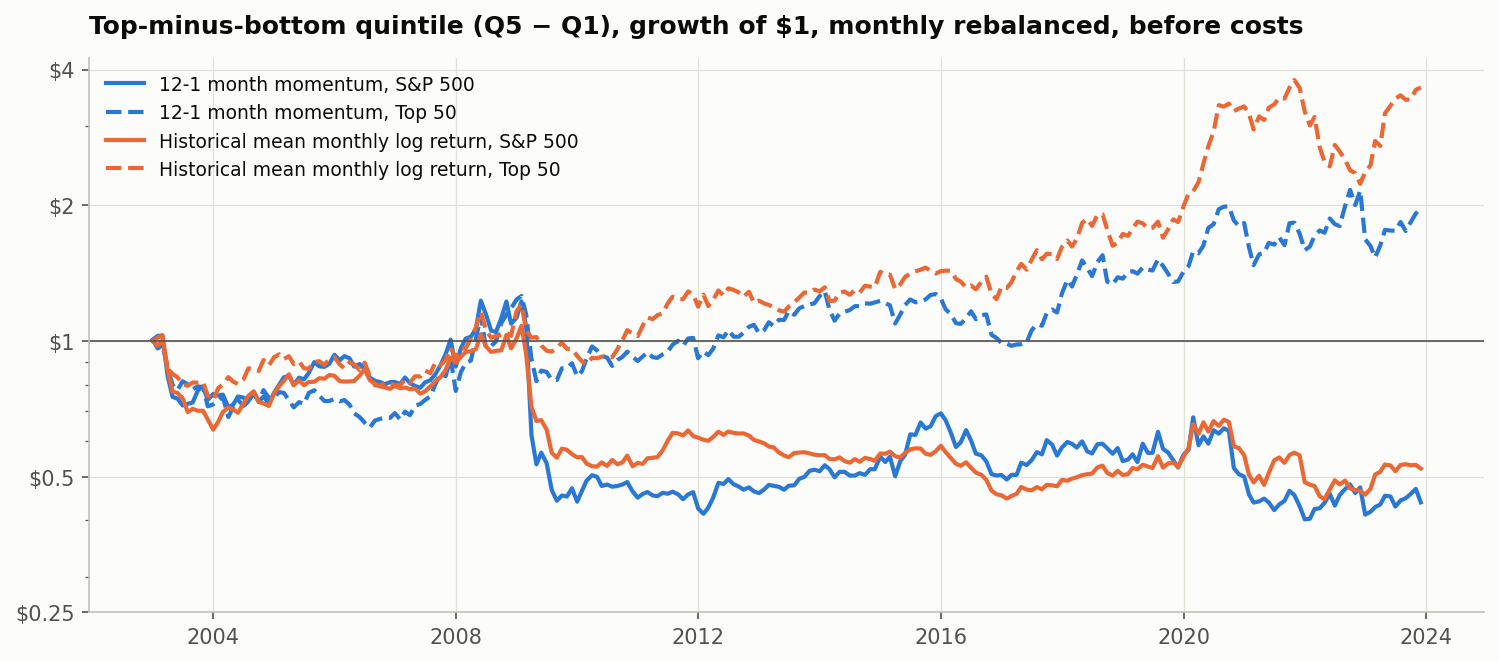 Top-minus-bottom quintile (Q5 − Q1), growth of $1, monthly rebalanced, before costs
12-1 month momentum, S&P 500
12-1 month momentum, Top 50
Historical mean monthly log return, S&P 500
Historical mean monthly log return, Top 50
$4
$2
$1
$0.5
$0.25
2004 2008 2012 2016 2020 2024